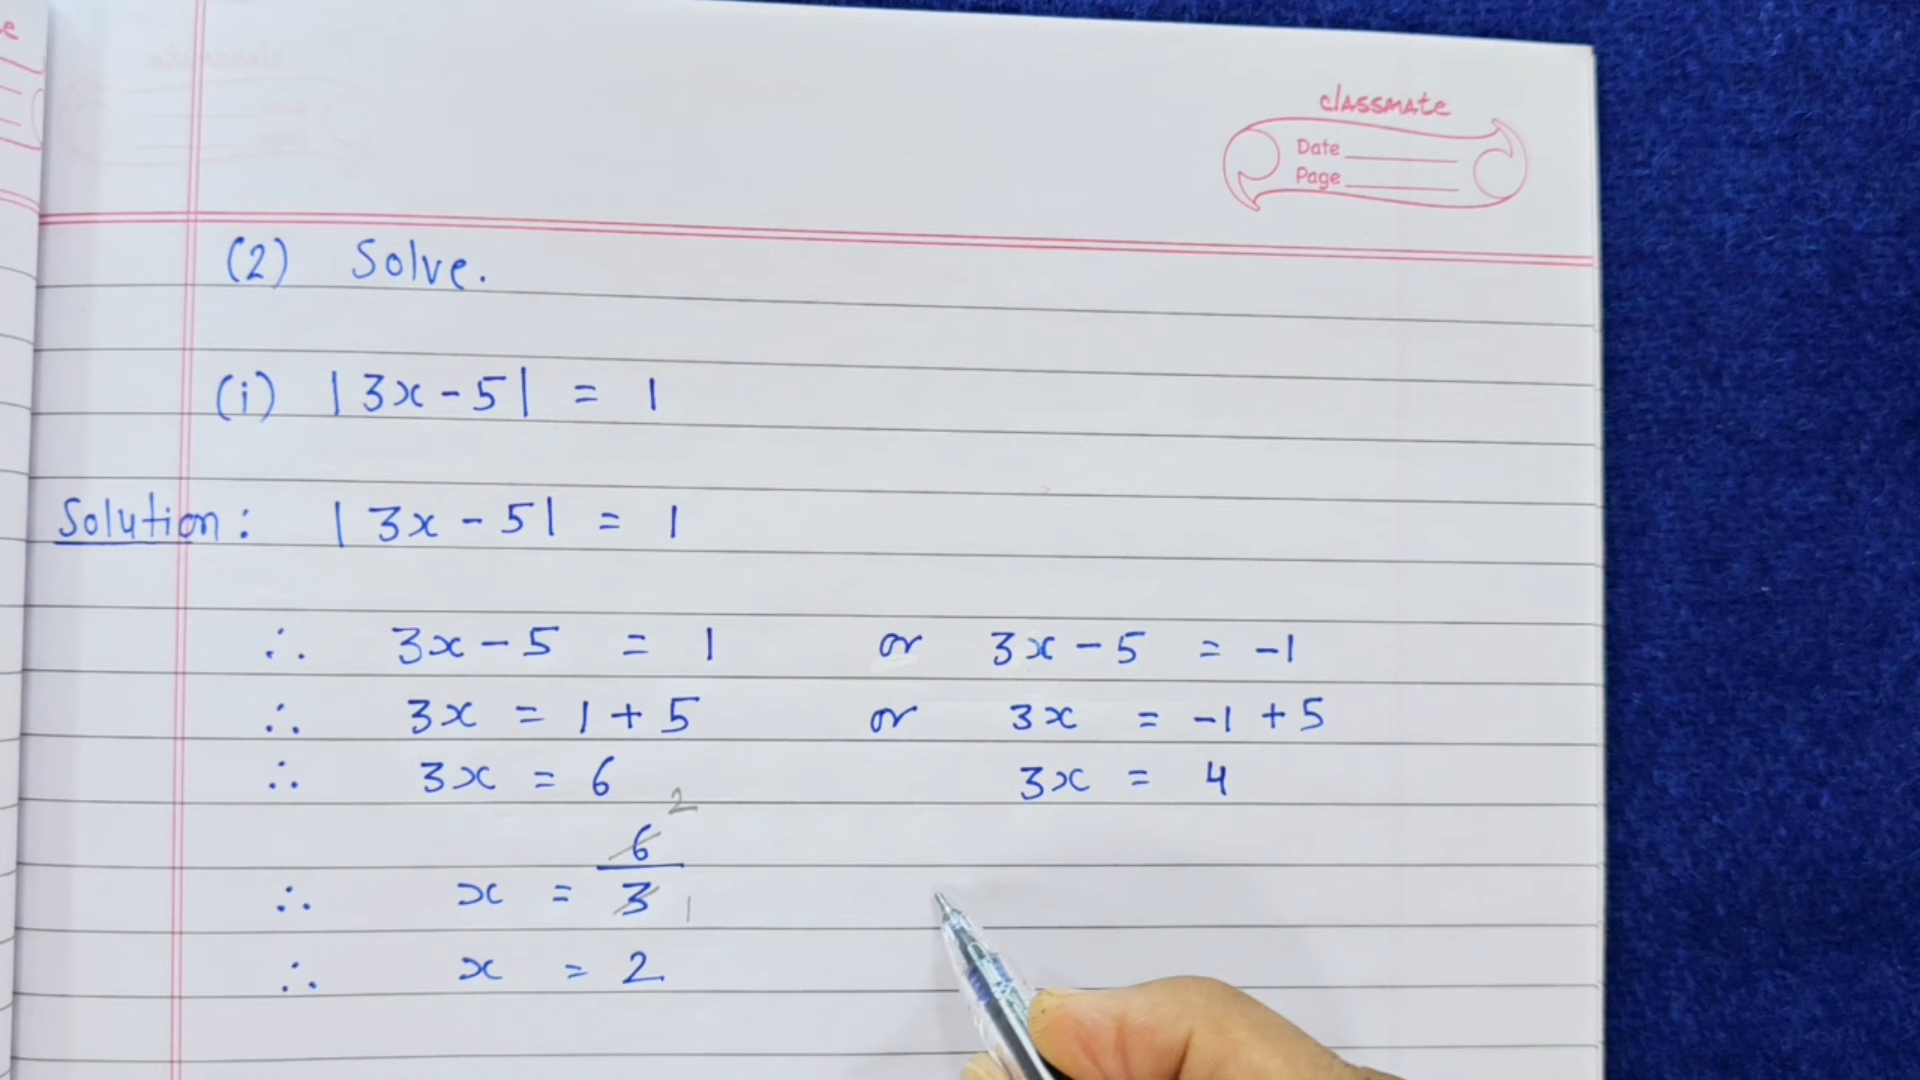 classmate
Date
Page
(2) Solve.
(i) |3x-5| = 1
Solution: |3x-5| = 1
∴ 3x-5 = 1 or 3x-5 = -1
∴ 3x = 1+5 or 3x = -1+5
∴ 3x = 6 3x = 4
2
6
∴ x = 3 1
∴ x = 2